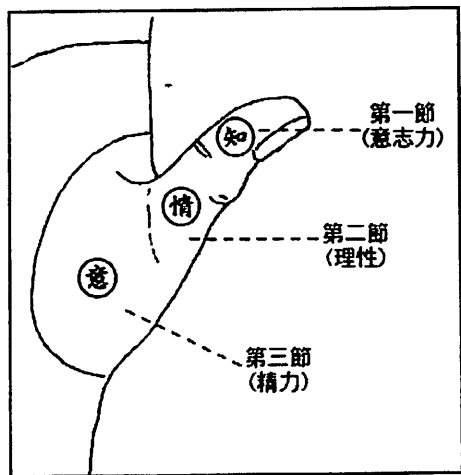 知
第一節
(意志力)
情
第二節
(理性)
意
第三節
(精力)